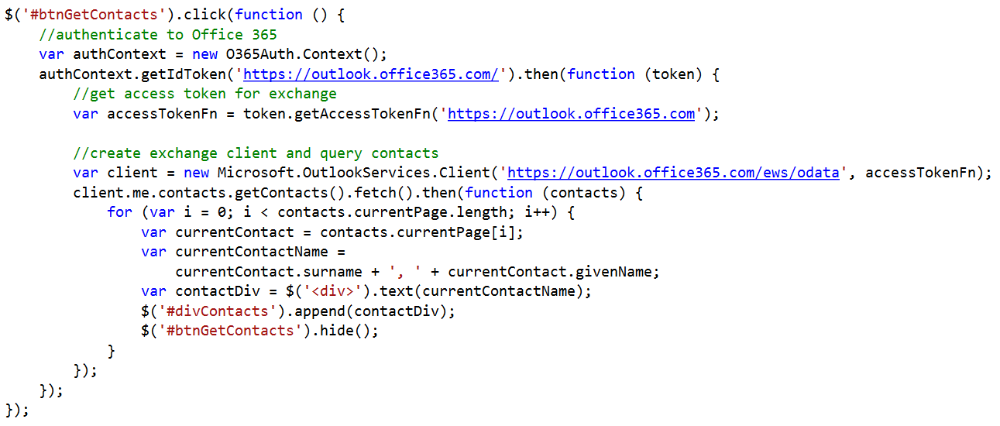 $('#btnGetContacts').click(function () {
    //authenticate to Office 365
    var authContext = new O365Auth.Context();
    authContext.getIdToken('https://outlook.office365.com/').then(function (token) {
        //get access token for exchange
        var accessTokenFn = token.getAccessTokenFn('https://outlook.office365.com');

        //create exchange client and query contacts
        var client = new Microsoft.OutlookServices.Client('https://outlook.office365.com/ews/odata', accessTokenFn);
        client.me.contacts.getContacts().fetch().then(function (contacts) {
            for (var i = 0; i < contacts.currentPage.length; i++) {
                var currentContact = contacts.currentPage[i];
                var currentContactName =
                    currentContact.surname + ', ' + currentContact.givenName;
                var contactDiv = $('<div>').text(currentContactName);
                $('#divContacts').append(contactDiv);
                $('#btnGetContacts').hide();
            }
        });
    });
});